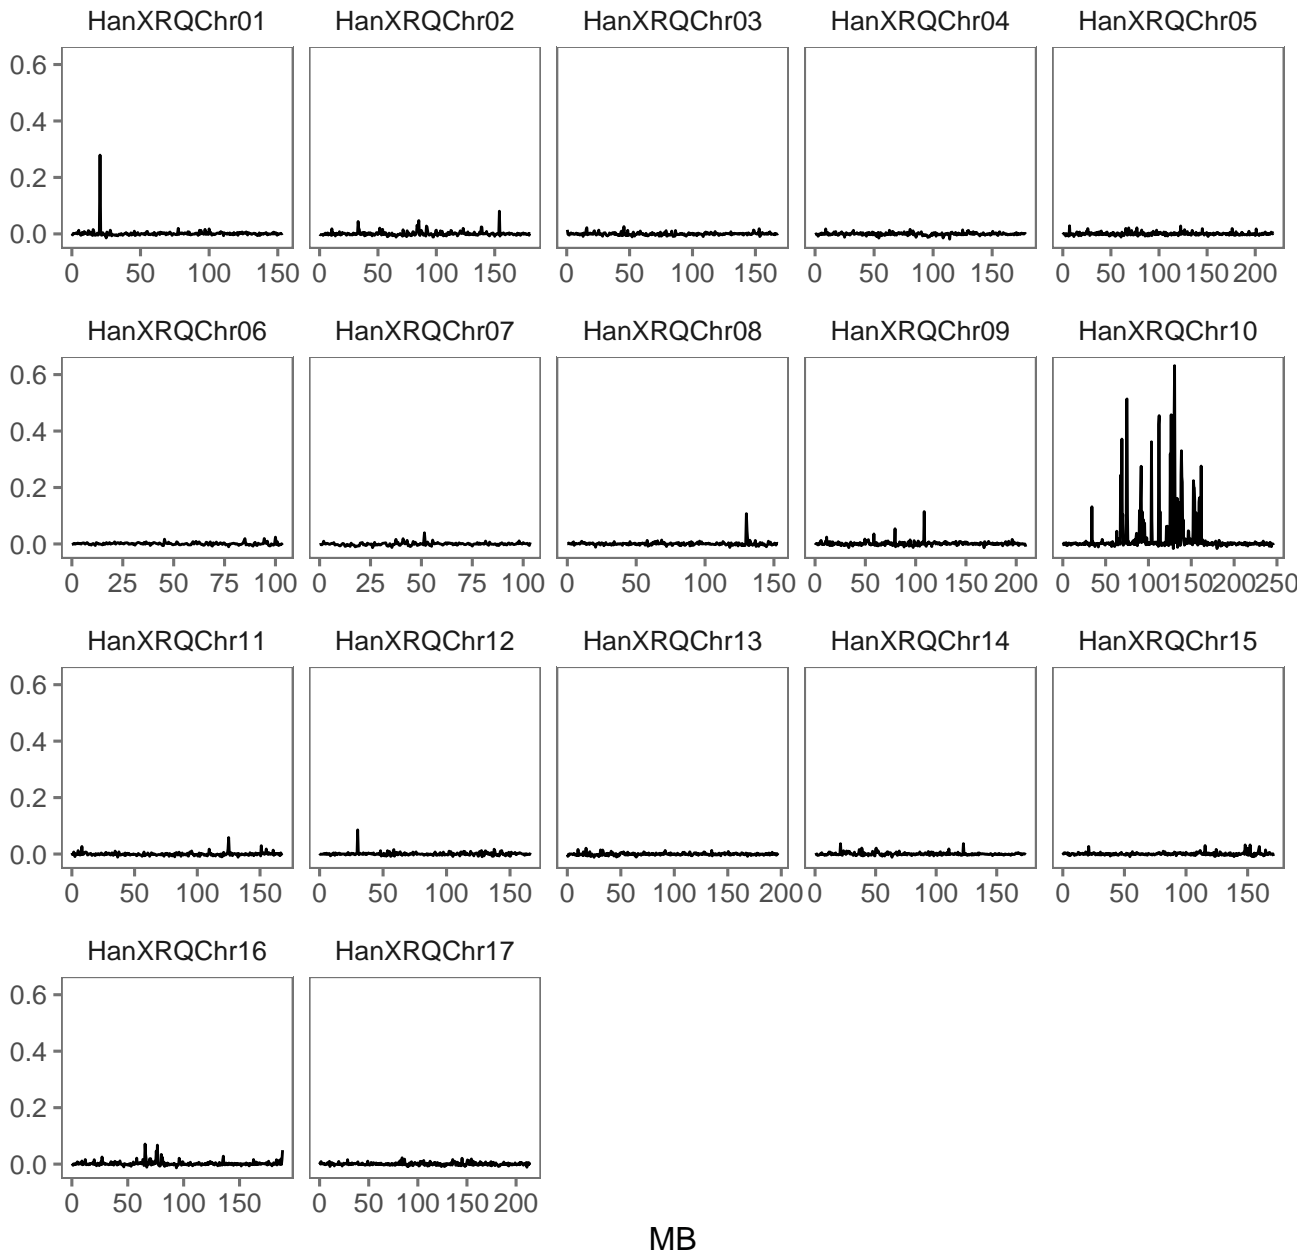 HanXRQChr01 HanXRQChr02 HanXRQChr03 HanXRQChr04 HanXRQChr05
0.6
0.4
0.2
0.0
0 50 100 150 0 50 100 150 0 50 100 150 0 50 100 150 0 50 100 150 200
HanXRQChr06 HanXRQChr07 HanXRQChr08 HanXRQChr09 HanXRQChr10
0.6
0.4
0.2
0.0
0 25 50 75 100 0 25 50 75 100 0 50 100 150 0 50 100 150 200 0 50 100 150 200 250
HanXRQChr11 HanXRQChr12 HanXRQChr13 HanXRQChr14 HanXRQChr15
0.6
0.4
0.2
0.0
0 50 100 150 0 50 100 150 0 50 100 150 200 0 50 100 150 0 50 100 150
HanXRQChr16 HanXRQChr17
0.6
0.4
0.2
0.0
0 50 100 150 0 50 100 150 200
MB